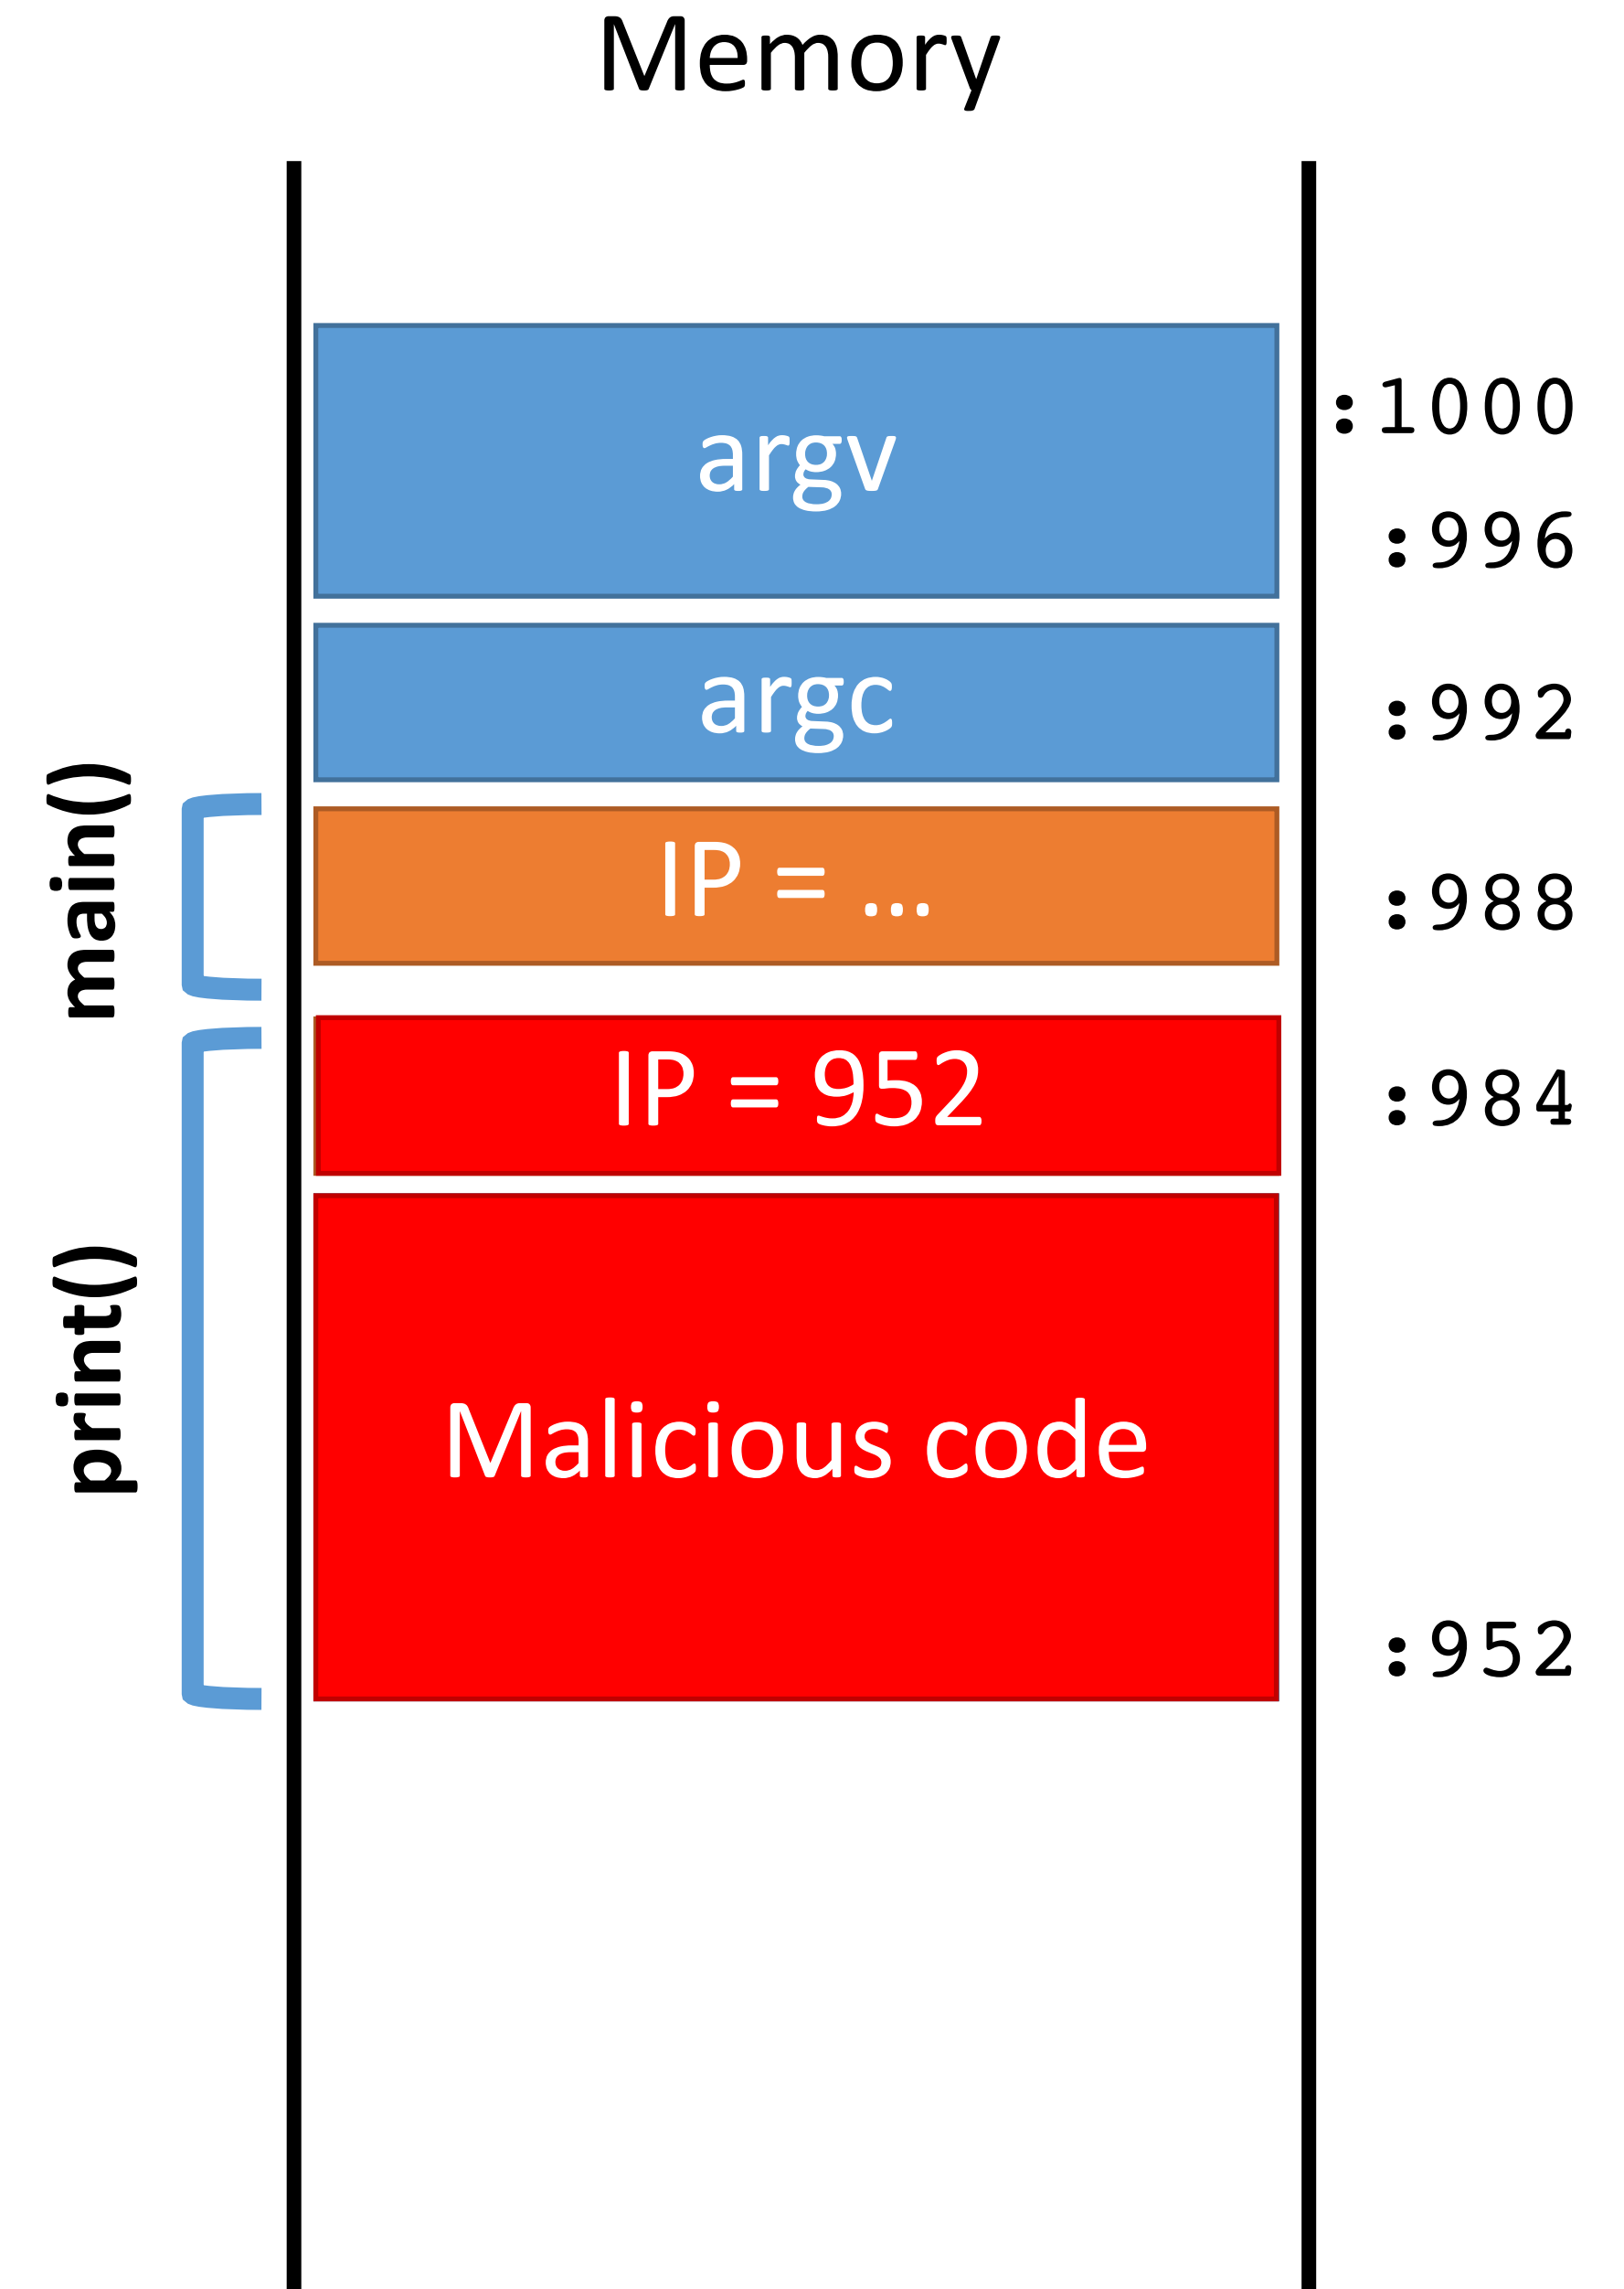 Memory
argv
:1000
:996
argc
:992
main()
IP = ...
:988
IP = 952
:984
print()
Malicious code
:952